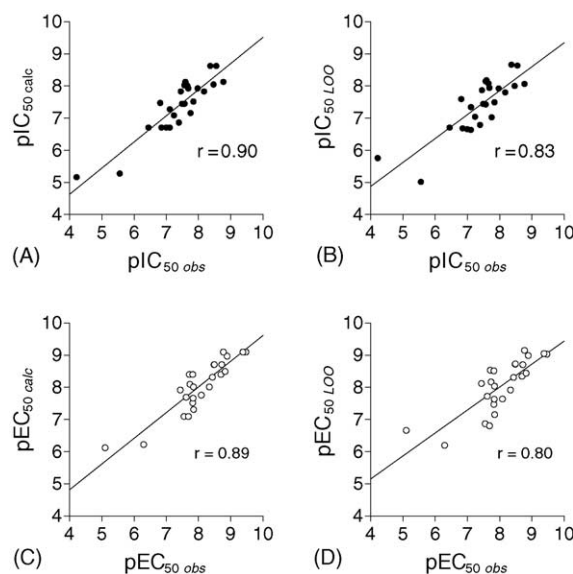 10
9
8
7
6
5
4
pIC50 calc
r = 0.90
4 5 6 7 8 9 10
(A)
pIC50 obs
10
9
8
7
6
5
4
pIC50 LOO
r = 0.83
4 5 6 7 8 9 10
(B)
pIC50 obs
10
9
8
7
6
5
4
pEC50 calc
r = 0.89
4 5 6 7 8 9 10
(C)
pEC50 obs
10
9
8
7
6
5
4
pEC50 LOO
r = 0.80
4 5 6 7 8 9 10
(D)
pEC50 obs